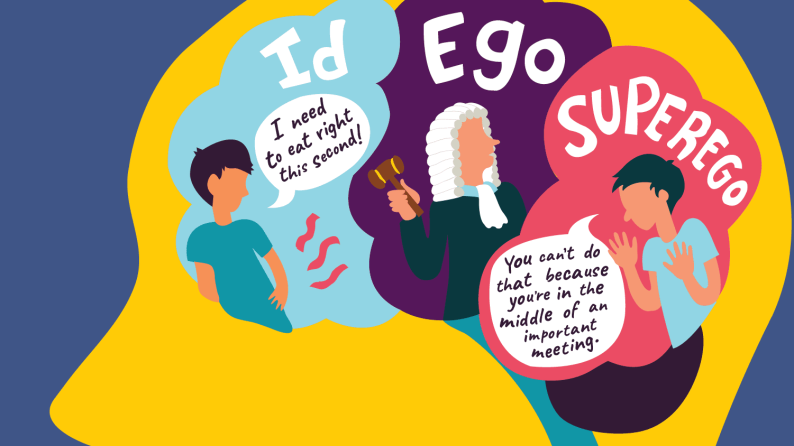 Id
I need
to eat right
this second!
Ego
SUPEREGO
You can't do
that because
you're in the
middle of an
important
meeting.